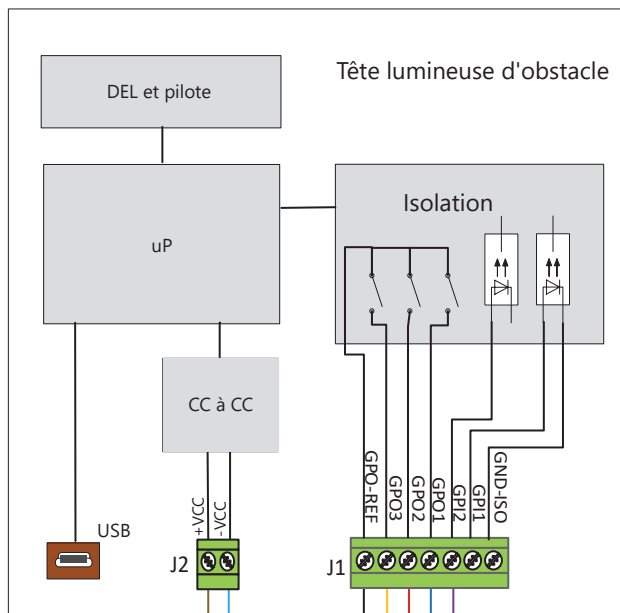 Tête lumineuse d'obstacle
DEL et pilote
Isolation
uP
CC à CC
+VCC
-VCC
GPO-REF
GPO3
GPO2
GPO1
GPI2
GPI1
GND-ISO
USB
J2
J1